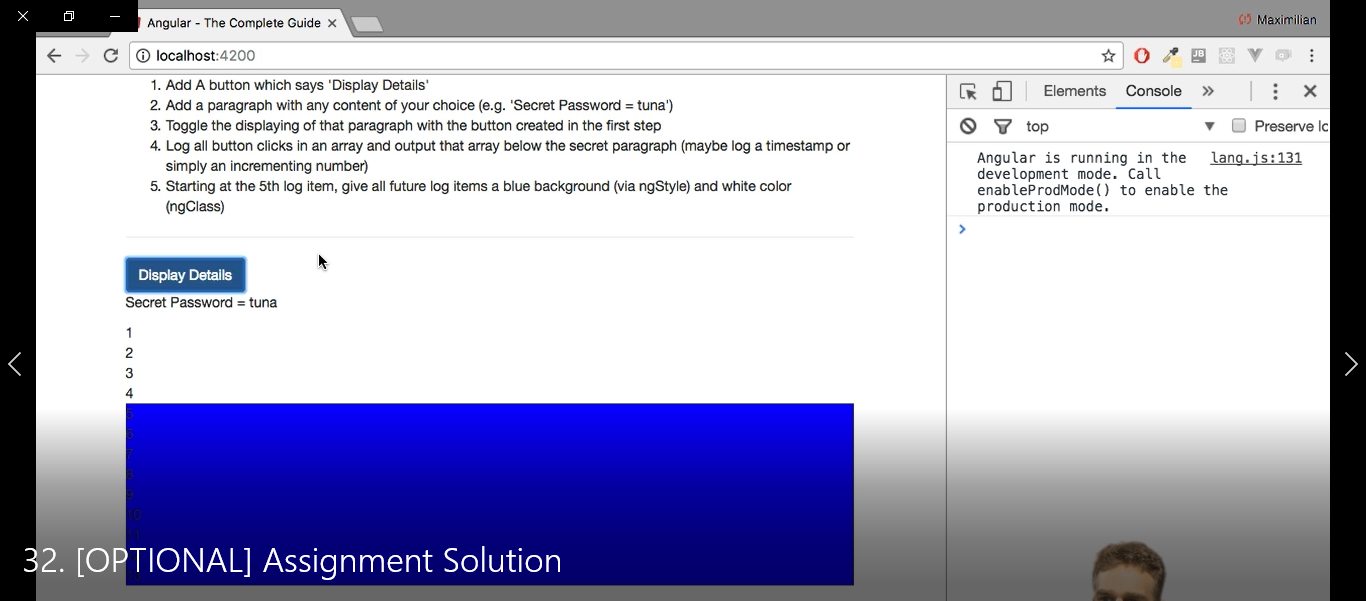 Angular - The Complete Guide
Maximilian
localhost:4200
1. Add A button which says 'Display Details'
2. Add a paragraph with any content of your choice (e.g. 'Secret Password = tuna')
3. Toggle the displaying of that paragraph with the button created in the first step
4. Log all button clicks in an array and output that array below the secret paragraph (maybe log a timestamp or
simply an incrementing number)
5. Starting at the 5th log item, give all future log items a blue background (via ngStyle) and white color
(ngClass)
Display Details
Secret Password = tuna
1
2
3
4
5
6
7
8
9
10
32. [OPTIONAL] Assignment Solution
Elements Console
top Preserve lo
JB
Angular is running in the lang.js:131
development mode. Call
enableProdMode() to enable the
production mode.